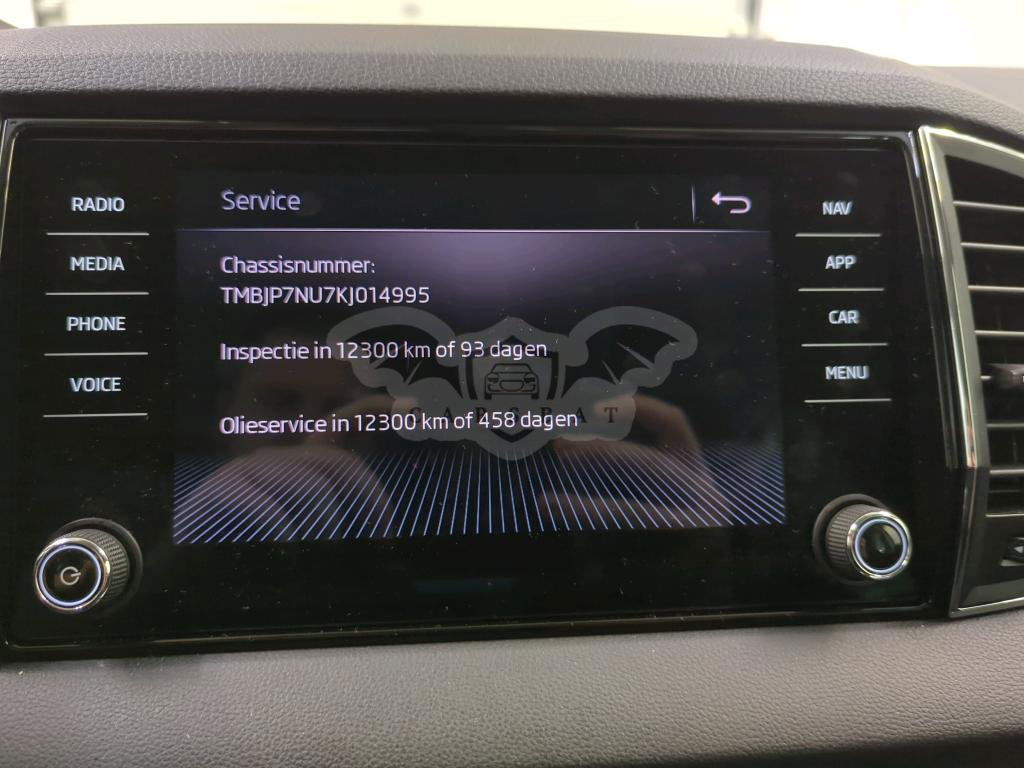 RADIO
MEDIA
PHONE
VOICE
Service
Chassisnummer:
TMBJP7NU7KJ014995
Inspectie in 12300 km of 93 dagen
CARSBAT
Olieservice in 12300 km of 458 dagen
NAV
APP
CAR
MENU